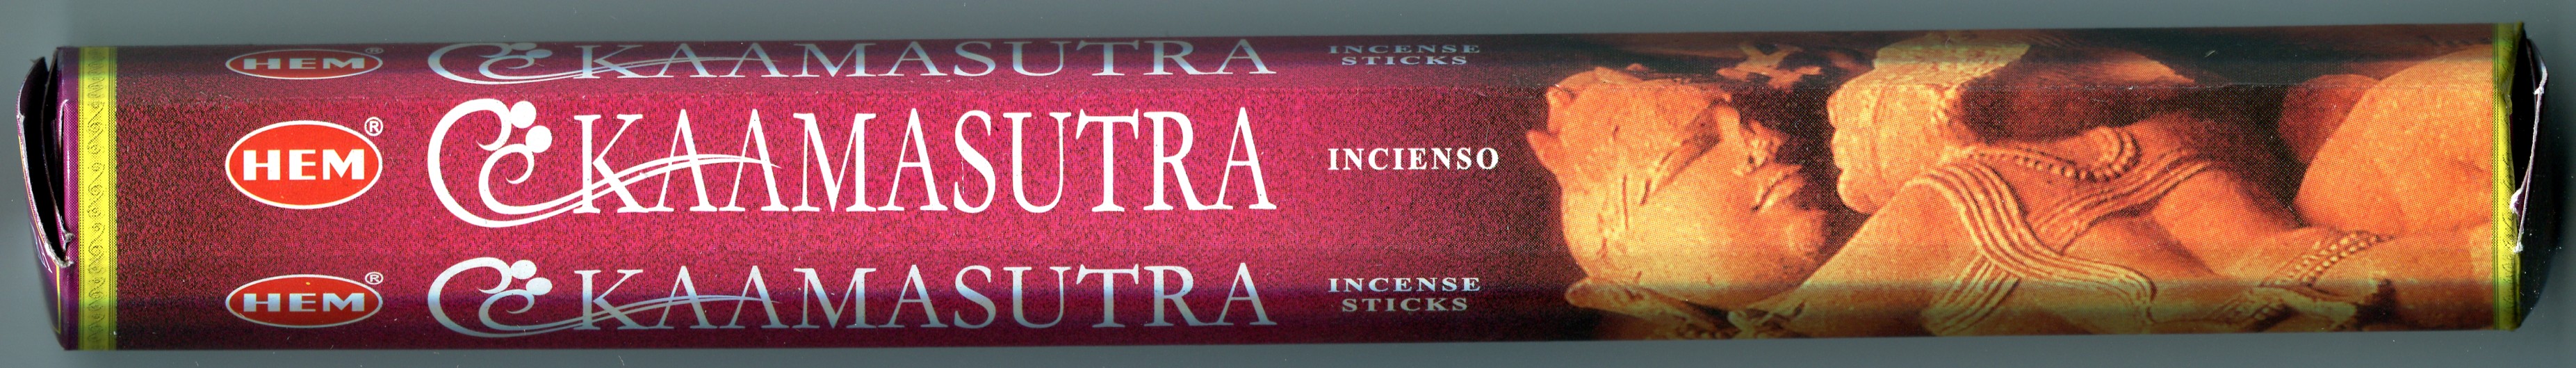 HEM® KAAMASUTRA INCENSE
STICKS
HEM® KAAMASUTRA INCIENSO
HEM® KAAMASUTRA INCENSE
STICKS